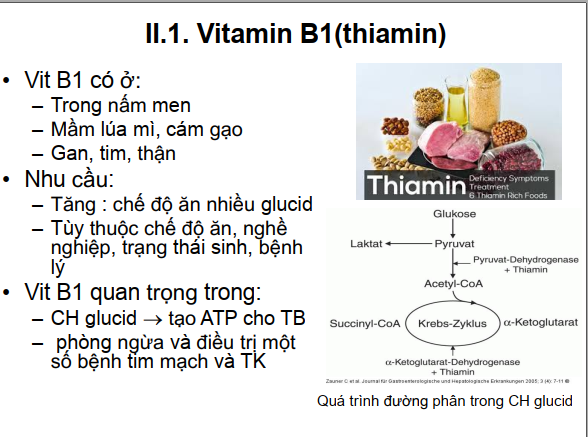 II.1. Vitamin B1(thiamin)
• Vit B1 có ở:
– Trong nấm men
– Mầm lúa mì, cám gạo
– Gan, tim, thận
• Nhu cầu:
– Tăng : chế độ ăn nhiều glucid
– Tùy thuộc chế độ ăn, nghề
nghiệp, trạng thái sinh, bệnh
lý
• Vit B1 quan trọng trong:
– CH glucid → tạo ATP cho TB
– phòng ngừa và điều trị một
số bệnh tim mạch và TK
Thiamin
Deficiency Symptoms
Treatment
6 Thiamin Rich Foods
Glukose
Laktat
Pyruvat
Pyruvat-Dehydrogenase
+ Thiamin
Acetyl-CoA
Succinyl-CoA
Krebs-Zyklus
α-Ketoglutarat
α-Ketoglutarat-Dehydrogenase
+ Thiamin
Zauner C et al: Journal für Gastroenterologische und Hepatologische Erkrankungen 2005; 3 (4): 7-11 ©
Quá trình đường phân trong CH glucid